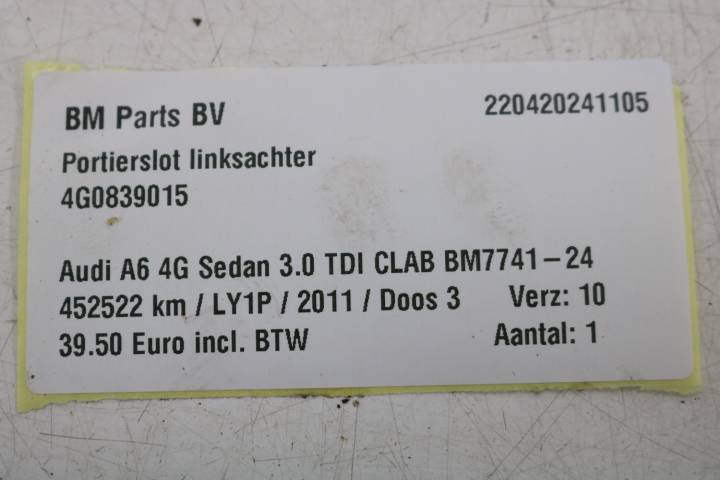 BM Parts BV 220420241105
Portierslot linksachter
4G0839015
Audi A6 4G Sedan 3.0 TDI CLAB BM7741-24
452522 km / LY1P / 2011 / Doos 3 Verz: 10
39.50 Euro incl. BTW Aantal: 1